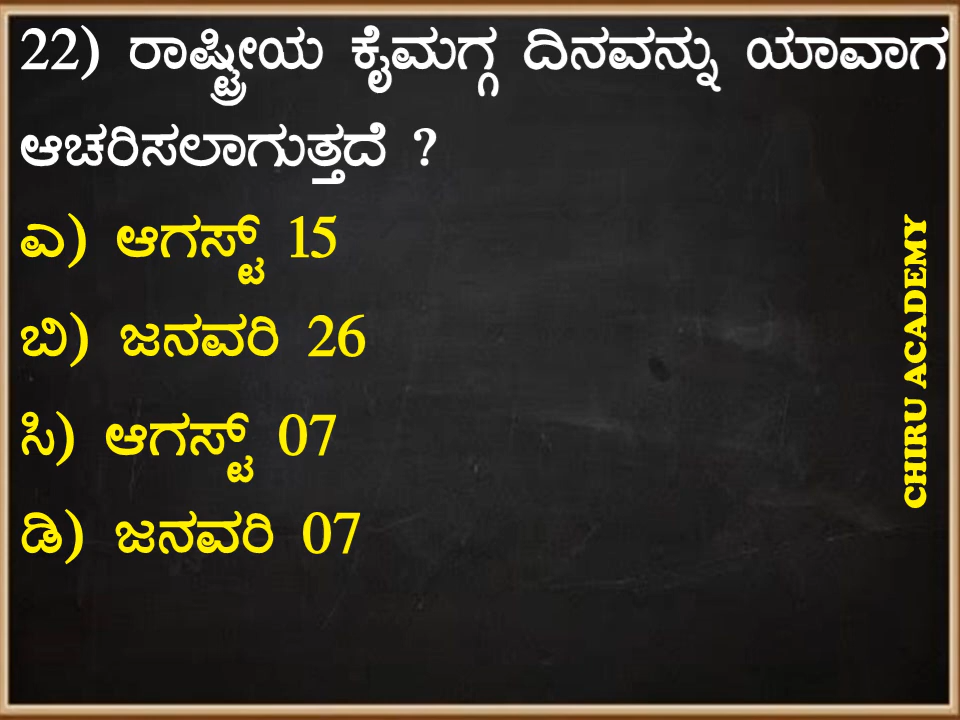 22) ರಾಷ್ಟ್ರೀಯ ಕೈಮಗ್ಗ ದಿನವನ್ನು ಯಾವಾಗ
ಆಚರಿಸಲಾಗುತ್ತದೆ ?
ಎ) ಆಗಸ್ಟ್ 15
ಬಿ) ಜನವರಿ 26
ಸಿ) ಆಗಸ್ಟ್ 07
ಡಿ) ಜನವರಿ 07
CHIRU ACADEMY